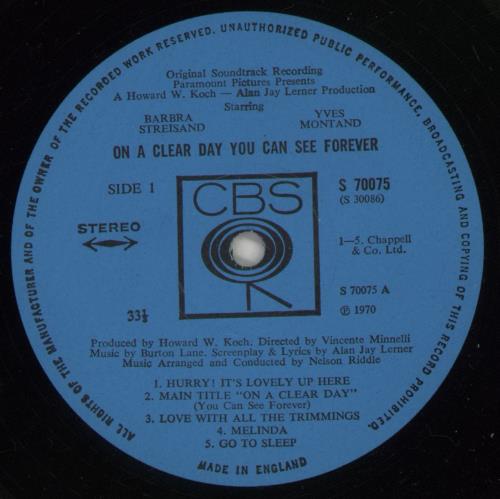 ALL RIGHTS OF THE MANUFACTURER AND OF THE OWNER OF THE RECORDED WORK RESERVED. UNAUTHORIZED PUBLIC PERFORMANCE, BROADCASTING AND COPYING OF THIS RECORD PROHIBITED.
Original Soundtrack Recording
Paramount Pictures Presents
A Howard W. Koch — Alan Jay Lerner Production
Starring
BARBRA STREISAND
YVES MONTAND
ON A CLEAR DAY YOU CAN SEE FOREVER
SIDE 1
CBS
S 70075
(S 30086)
STEREO
1—5. Chappell
& Co. Ltd.
S 70075 A
33⅓
℗ 1970
Produced by Howard W. Koch. Directed by Vincente Minnelli
Music by Burton Lane. Screenplay & Lyrics by Alan Jay Lerner
Music Arranged and Conducted by Nelson Riddle
1. HURRY! IT'S LOVELY UP HERE
2. MAIN TITLE "ON A CLEAR DAY"
(You Can See Forever)
3. LOVE WITH ALL THE TRIMMINGS
4. MELINDA
5. GO TO SLEEP
MADE IN ENGLAND